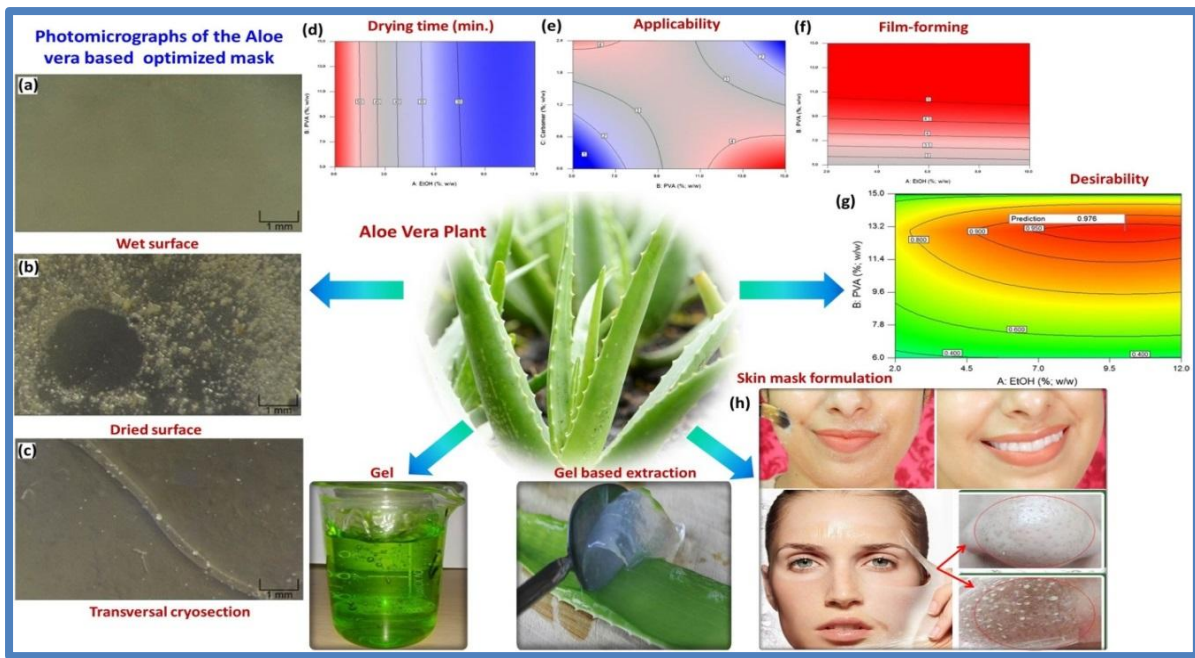 Photomicrographs of the Aloe
vera based optimized mask
(a)
1 mm
Wet surface
(b)
1 mm
Dried surface
(c)
1 mm
Transversal cryosection
(d)
Drying time (min.)
B: PVA (%; w/w)
A: EtOH (%; w/w)
(e)
Applicability
C: Carbomer (%; w/w)
B: PVA (%; w/w)
(f)
Film-forming
B: PVA (%; w/w)
A: EtOH (%; w/w)
Desirability
(g)
Prediction 0.976
0.800
0.900
0.950
0.600
0.400
0.400
15.0
13.2
11.4
9.6
7.8
6.0
B: PVA (%; w/w)
2.0
4.5
7.0
9.5
12.0
A: EtOH (%; w/w)
Aloe Vera Plant
Gel
Gel based extraction
Skin mask formulation
(h)